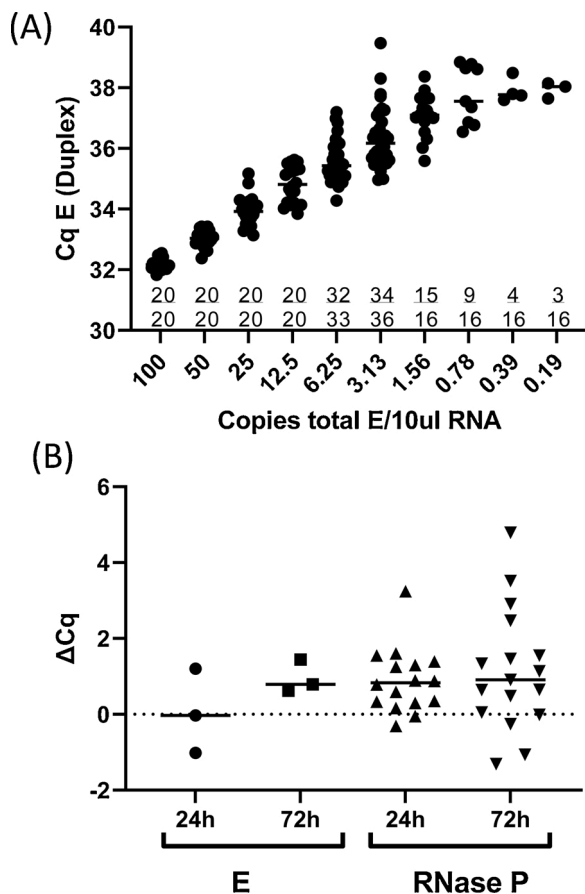 (A)
Cq E (Duplex)
40
38
36
34
32
30
20 20 20 20 32 34 15 9 4 3
20 20 20 20 33 36 16 16 16 16
100 50 25 12.5 6.25 3.13 1.56 0.78 0.39 0.19
Copies total E/10ul RNA
(B)
ΔCq
6
4
2
0
-2
24h 72h 24h 72h
E RNase P